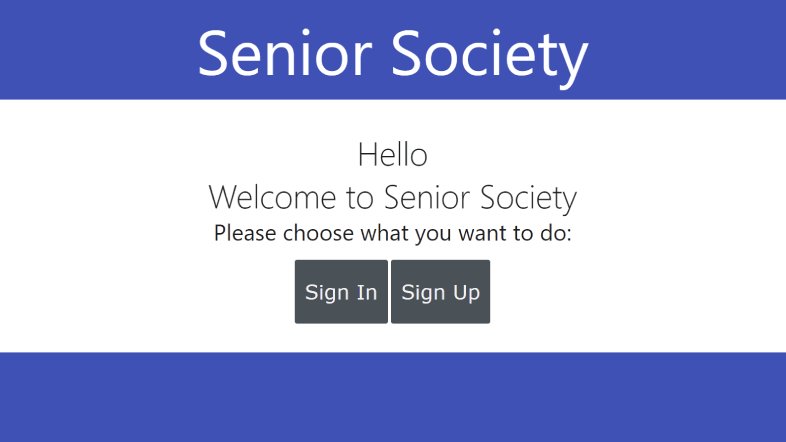 Senior Society
Hello
Welcome to Senior Society
Please choose what you want to do:
Sign In Sign Up